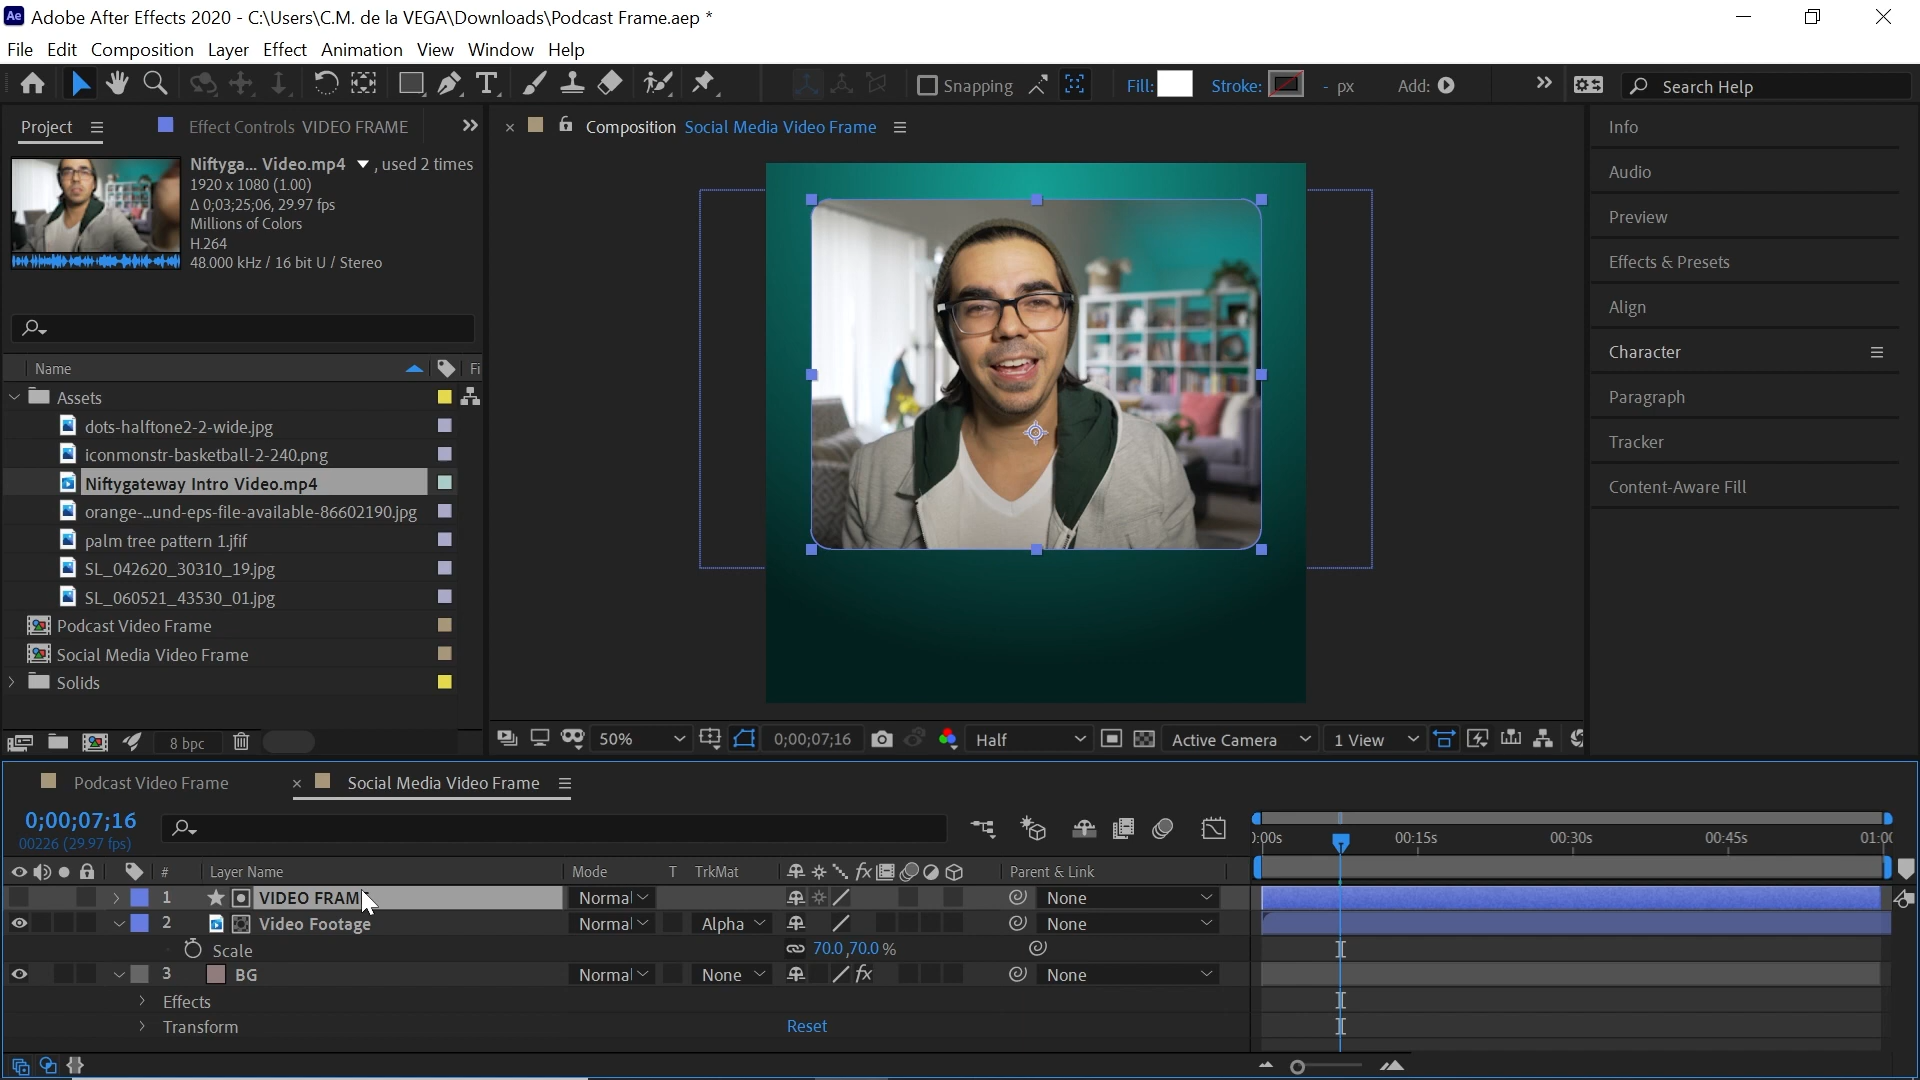 Adobe After Effects 2020 - C:\Users\C.M. de la VEGA\Downloads\Podcast Frame.aep *
File Edit Composition Layer Effect Animation View Window Help
Snapping Fill: Stroke: - px Add: Search Help
Project Effect Controls VIDEO FRAME
Composition Social Media Video Frame
Niftyga... Video.mp4 , used 2 times
1920 x 1080 (1.00)
Δ 0;03;25;06, 29.97 fps
Millions of Colors
H.264
48.000 kHz / 16 bit U / Stereo
Name Fi
Assets
dots-halftone2-2-wide.jpg
iconmonstr-basketball-2-240.png
Niftygateway Intro Video.mp4
orange-...und-eps-file-available-86602190.jpg
palm tree pattern 1.jfif
SL_042620_30310_19.jpg
SL_060521_43530_01.jpg
Podcast Video Frame
Social Media Video Frame
Solids
8 bpc
50% 0;00;07;16 Half Active Camera 1 View
Info
Audio
Preview
Effects & Presets
Align
Character
Paragraph
Tracker
Content-Aware Fill
Podcast Video Frame Social Media Video Frame
0;00;07;16
00226 (29.97 fps)
):00s 00:15s 00:30s 00:45s 01:00
# Layer Name Mode T TrkMat fx Parent & Link
1 VIDEO FRAME Normal None
2 Video Footage Normal Alpha None
Scale 70.0,70.0 %
3 BG Normal None fx None
Effects
Transform Reset